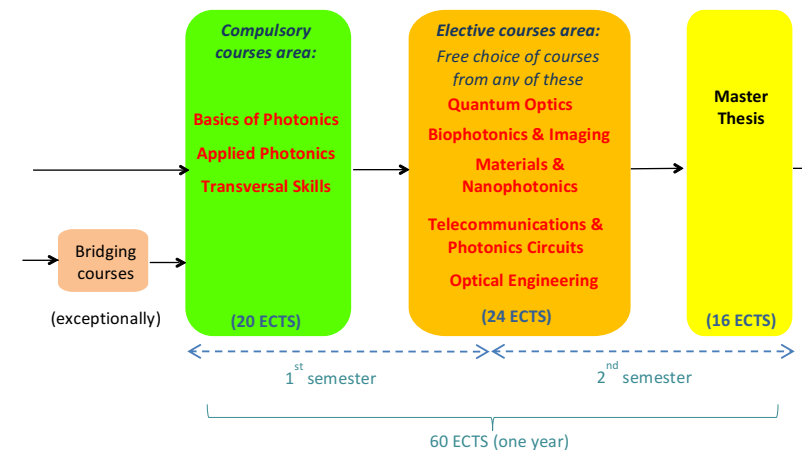 Compulsory
courses area:
Basics of Photonics
Applied Photonics
Transversal Skills
(20 ECTS)
Elective courses area:
Free choice of courses
from any of these
Quantum Optics
Biophotonics & Imaging
Materials &
Nanophotonics
Telecommunications &
Photonics Circuits
Optical Engineering
(24 ECTS)
Master
Thesis
(16 ECTS)
Bridging
courses
(exceptionally)
1st semester
2nd semester
60 ECTS (one year)